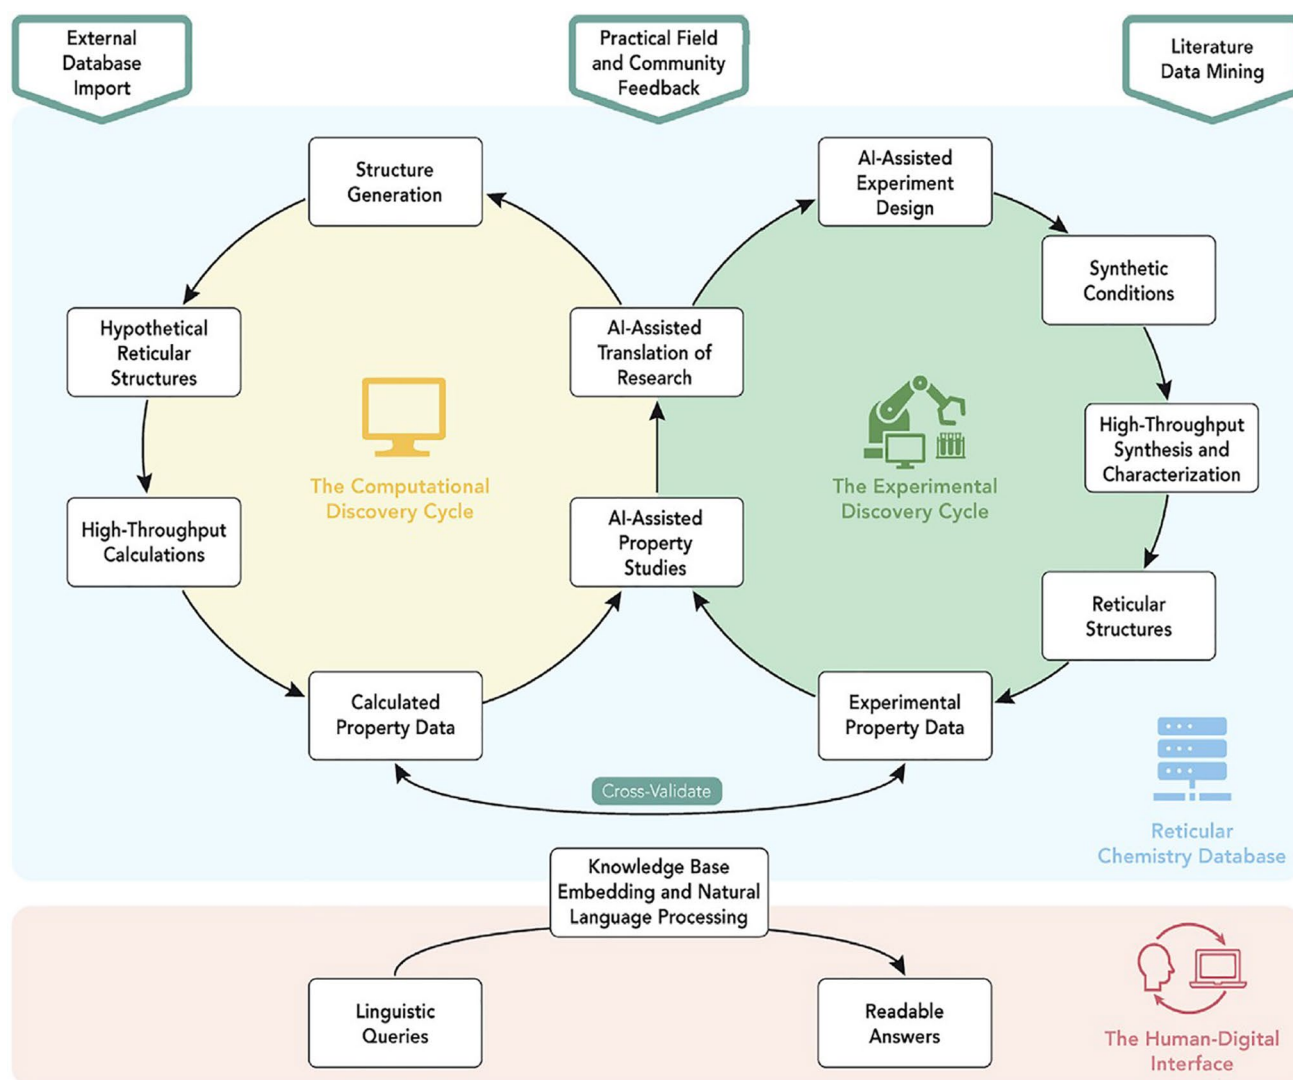 External
Database
Import
Practical Field
and Community
Feedback
Literature
Data Mining
Structure
Generation
AI-Assisted
Experiment
Design
Synthetic
Conditions
Hypothetical
Reticular
Structures
AI-Assisted
Translation of
Research
High-Throughput
Synthesis and
Characterization
The Computational
Discovery Cycle
The Experimental
Discovery Cycle
High-Throughput
Calculations
AI-Assisted
Property
Studies
Reticular
Structures
Calculated
Property Data
Experimental
Property Data
Cross-Validate
Reticular
Chemistry Database
Knowledge Base
Embedding and Natural
Language Processing
Linguistic
Queries
Readable
Answers
The Human-Digital
Interface